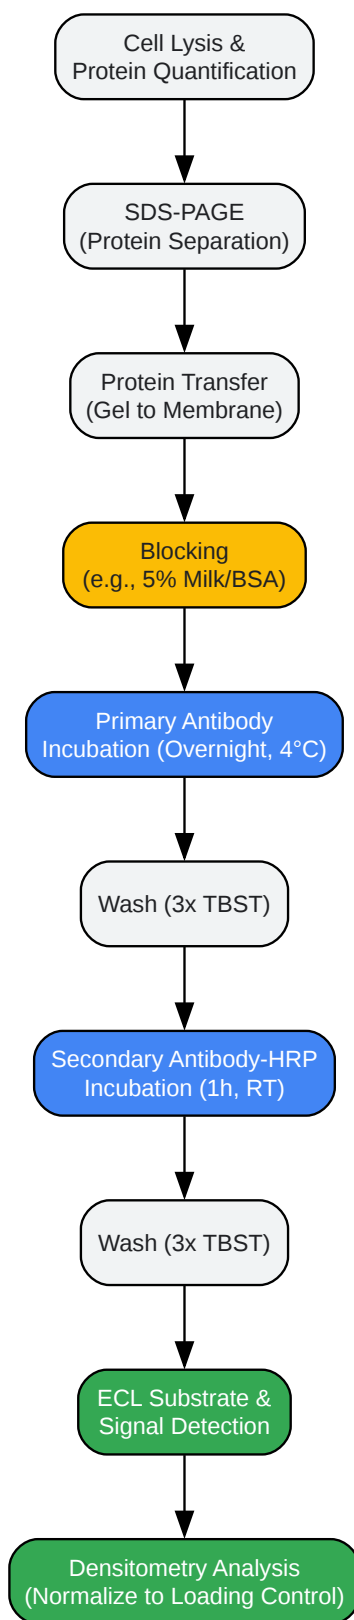 Cell Lysis &
Protein Quantification
SDS-PAGE
(Protein Separation)
Protein Transfer
(Gel to Membrane)
Blocking
(e.g., 5% Milk/BSA)
Primary Antibody
Incubation (Overnight, 4°C)
Wash (3x TBST)
Secondary Antibody-HRP
Incubation (1h, RT)
Wash (3x TBST)
ECL Substrate &
Signal Detection
Densitometry Analysis
(Normalize to Loading Control)